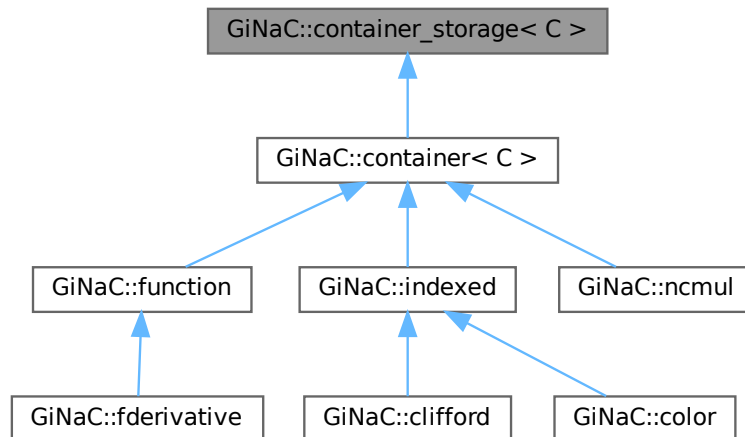 GiNaC::container_storage< C >
GiNaC::container< C >
GiNaC::function
GiNaC::indexed
GiNaC::ncmul
GiNaC::fderivative
GiNaC::clifford
GiNaC::color